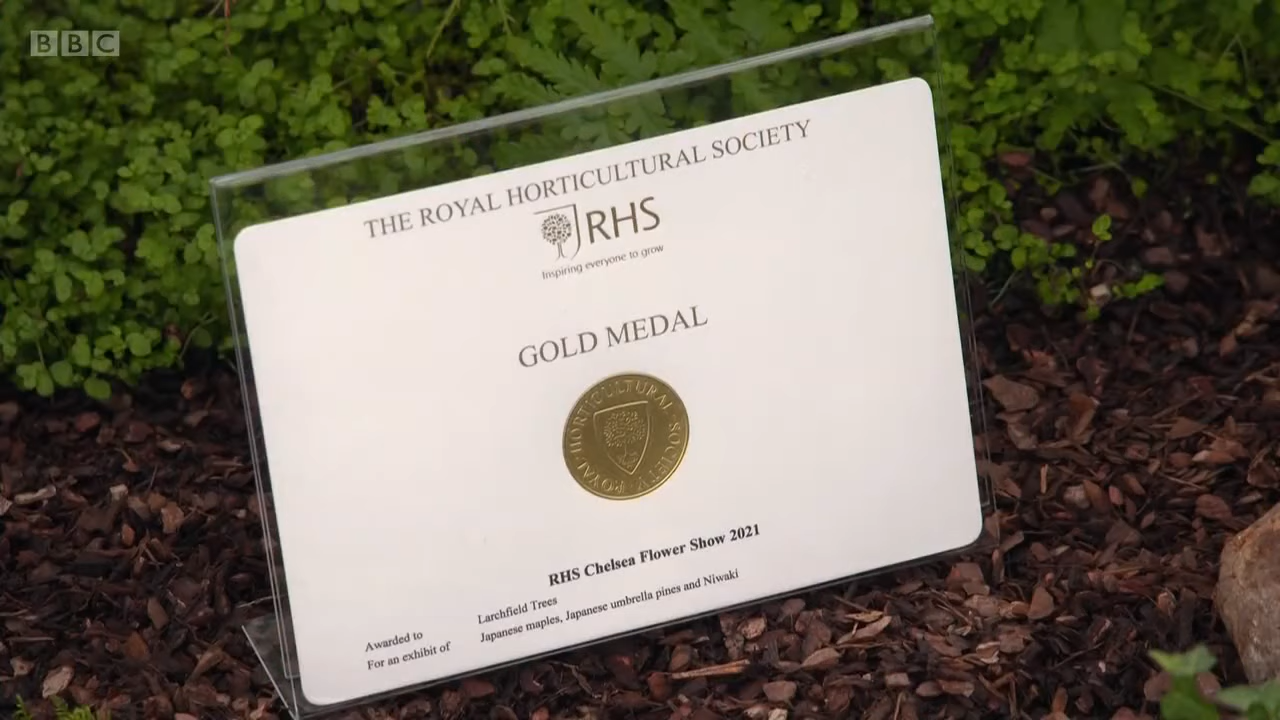 BBC
THE ROYAL HORTICULTURAL SOCIETY
RHS
Inspiring everyone to grow
GOLD MEDAL
ROYAL HORTICULTURAL SOCIETY
RHS Chelsea Flower Show 2021
Awarded to Larchfield Trees
For an exhibit of Japanese maples, Japanese umbrella pines and Niwaki